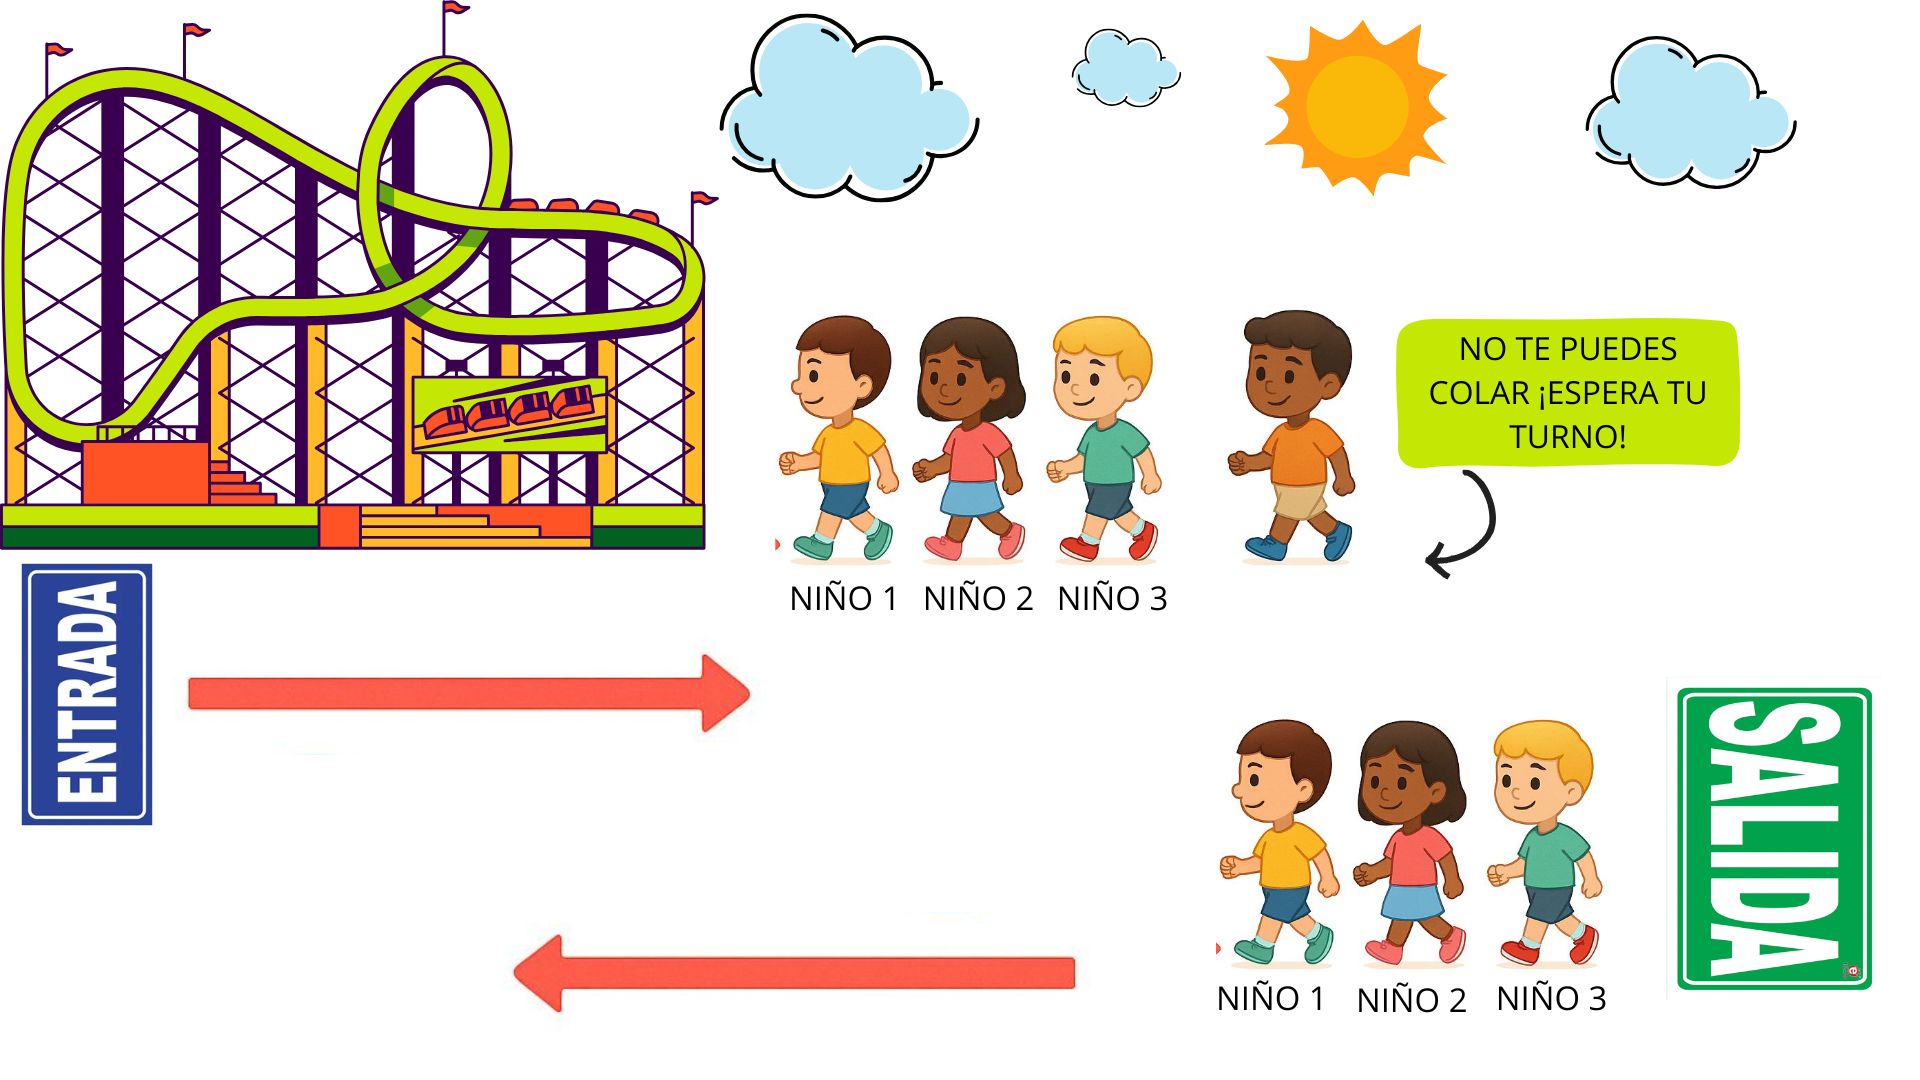 NO TE PUEDES
COLAR ¡ESPERA TU
TURNO!
NIÑO 1 NIÑO 2 NIÑO 3
ENTRADA
SALIDA
NIÑO 1 NIÑO 2 NIÑO 3